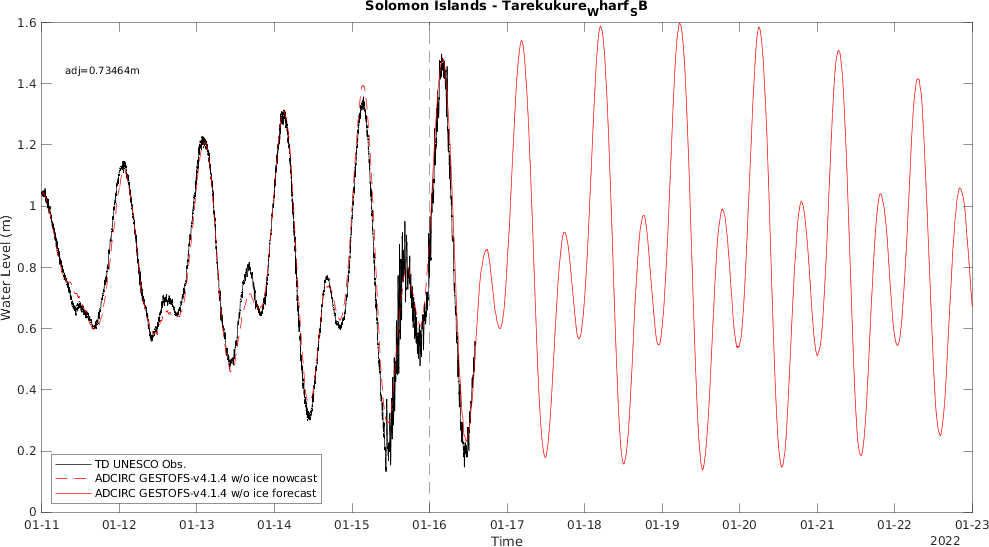 Solomon Islands - TarekukureWharfSB
adj=0.73464m
1.6
1.4
1.2
1
0.8
0.6
0.4
0.2
0
Water Level (m)
TD UNESCO Obs.
ADCIRC GESTOFS-v4.1.4 w/o ice nowcast
ADCIRC GESTOFS-v4.1.4 w/o ice forecast
01-11 01-12 01-13 01-14 01-15 01-16 01-17 01-18 01-19 01-20 01-21 01-22 01-23
Time
2022